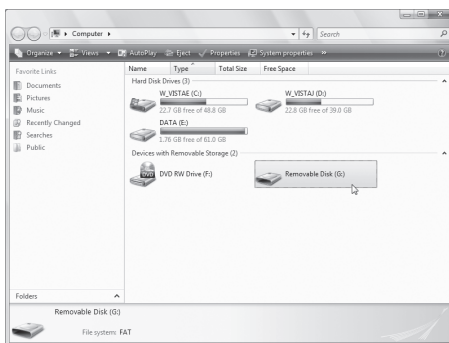 Computer
Search
Organize Views AutoPlay Eject Properties System properties »
Favorite Links
Documents
Pictures
Music
Recently Changed
Searches
Public
Folders
Name Type Total Size Free Space
Hard Disk Drives (3)
W_VISTAE (C:)
22.7 GB free of 48.8 GB
W_VISTAJ (D:)
22.8 GB free of 39.0 GB
DATA (E:)
1.76 GB free of 61.0 GB
Devices with Removable Storage (2)
DVD
DVD RW Drive (F:)
Removable Disk (G:)
Removable Disk (G:)
File system: FAT